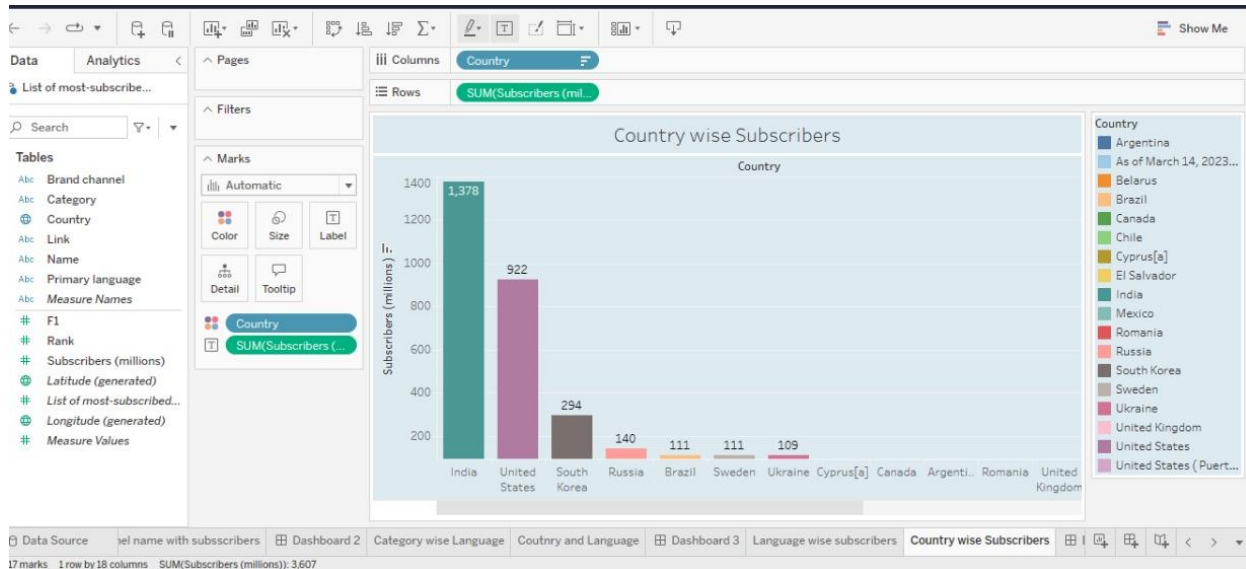 Show Me
Data Analytics
List of most-subscribe...
Search
Tables
Abc Brand channel
Abc Category
Country
Abc Link
Abc Name
Abc Primary language
Abc Measure Names
# F1
# Rank
# Subscribers (millions)
Latitude (generated)
# List of most-subscribed...
Longitude (generated)
# Measure Values
Pages
Filters
Marks
Automatic
Color Size Label
Detail Tooltip
Country
SUM(Subscribers (...
Columns Country
Rows SUM(Subscribers (mil...
Country wise Subscribers
Country
Subscribers (millions)
1400
1200
1000
800
600
400
200
1,378
922
294
140
111
111
109
India
United States
South Korea
Russia
Brazil
Sweden
Ukraine
Cyprus[a]
Canada
Argenti..
Romania
United Kingdom
Country
Argentina
As of March 14, 2023...
Belarus
Brazil
Canada
Chile
Cyprus[a]
El Salvador
India
Mexico
Romania
Russia
South Korea
Sweden
Ukraine
United Kingdom
United States
United States ( Puert...
Data Source el name with subsscribers Dashboard 2 Category wise Language Coutnry and Language Dashboard 3 Language wise subscribers Country wise Subscribers
17 marks 1 row by 18 columns SUM(Subscribers (millions)): 3,607